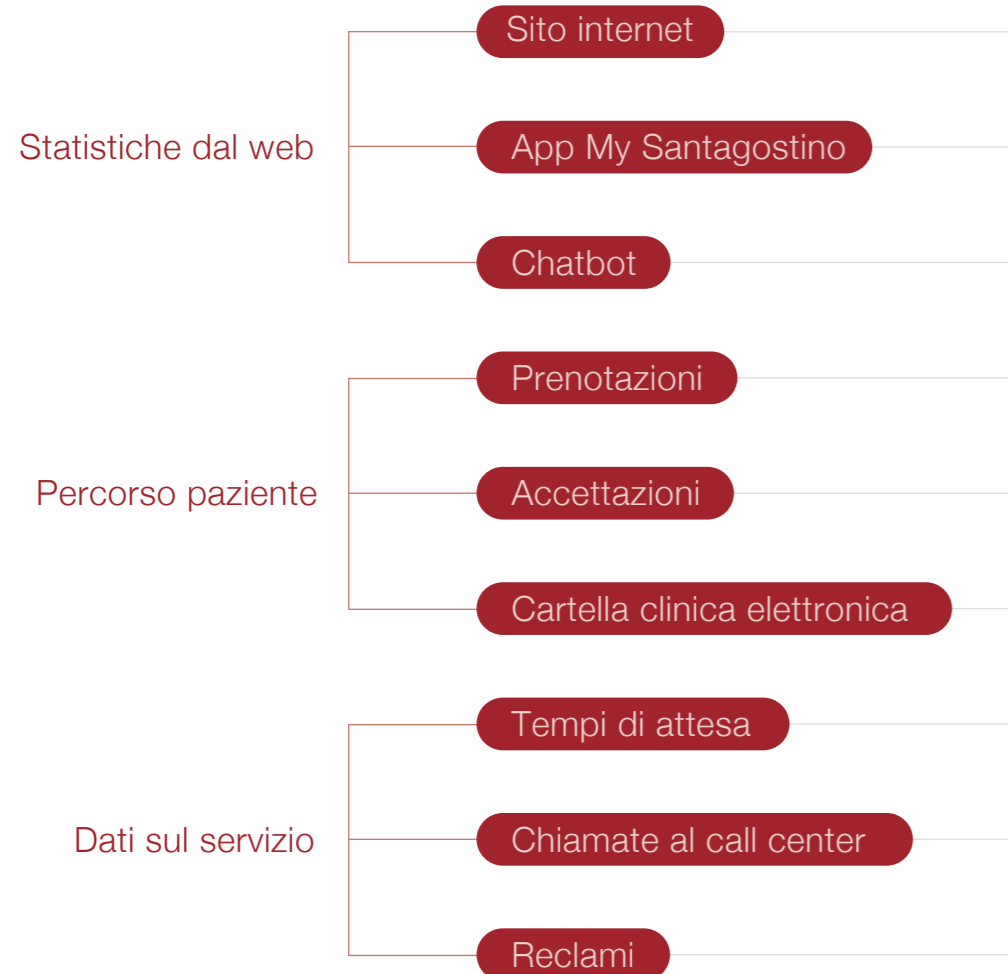 Statistiche dal web
Sito internet
App My Santagostino
Chatbot
Percorso paziente
Prenotazioni
Accettazioni
Cartella clinica elettronica
Dati sul servizio
Tempi di attesa
Chiamate al call center
Reclami